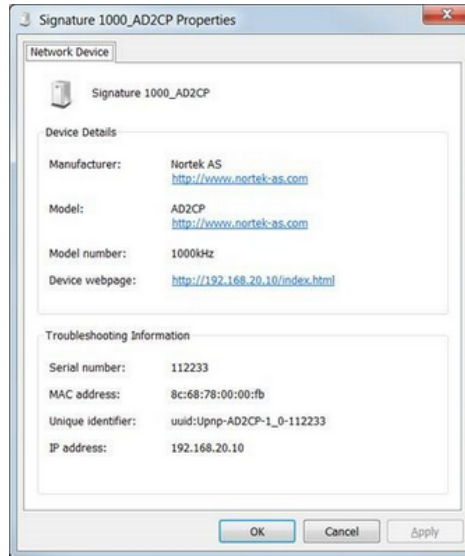 Signature 1000_AD2CP Properties
Network Device
Signature 1000_AD2CP
Device Details
Manufacturer: Nortek AS
http://www.nortek-as.com
Model: AD2CP
http://www.nortek-as.com
Model number: 1000kHz
Device webpage: http://192.168.20.10/index.html
Troubleshooting Information
Serial number: 112233
MAC address: 8c:68:78:00:00:fb
Unique identifier: uuid:Upnp-AD2CP-1_0-112233
IP address: 192.168.20.10
OK Cancel Apply